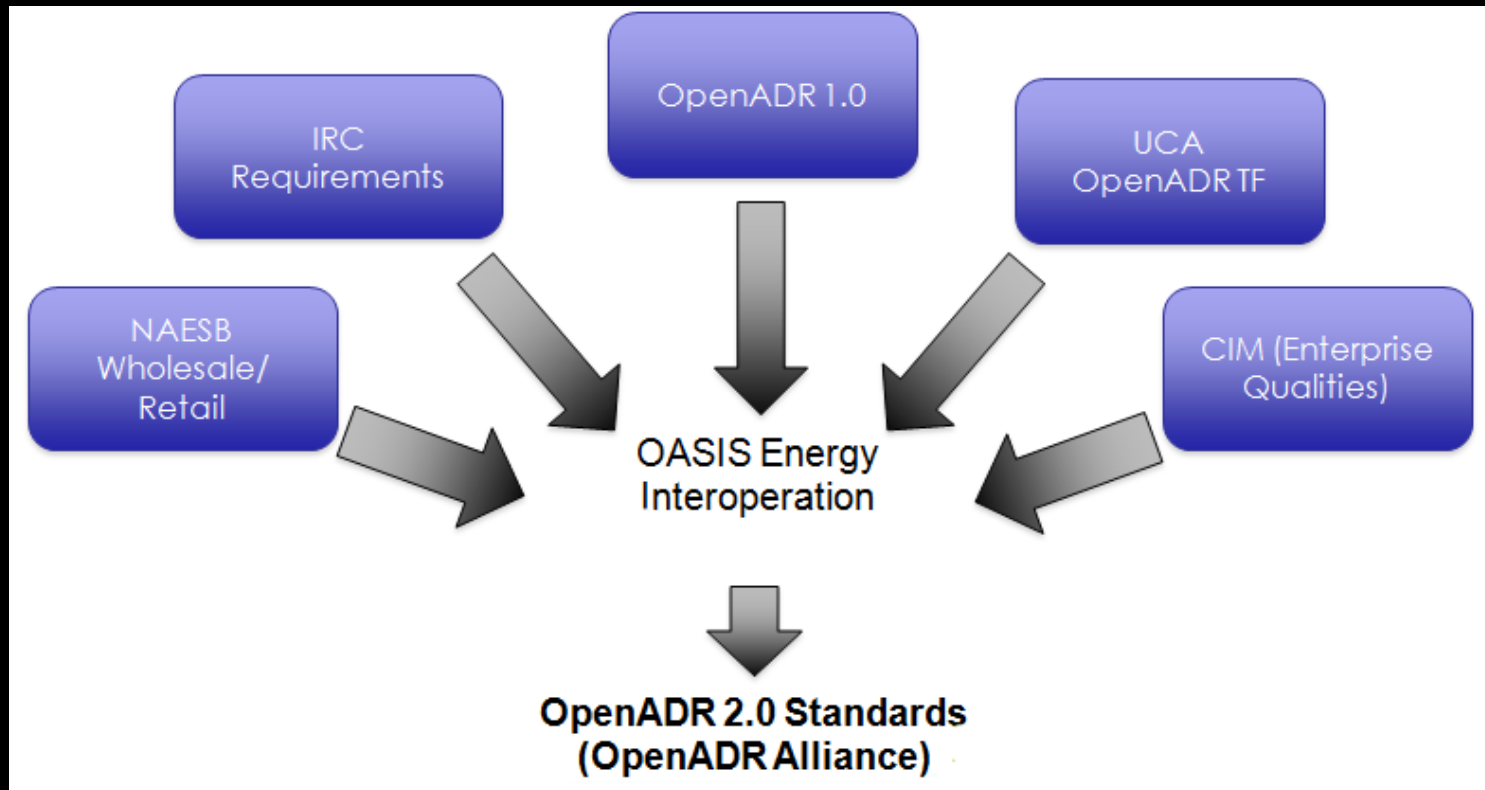 OpenADR 1.0
IRC
Requirements
UCA
OpenADR TF
NAESB
Wholesale/
Retail
CIM (Enterprise
Qualities)
OASIS Energy
Interoperation
OpenADR 2.0 Standards
(OpenADR Alliance)